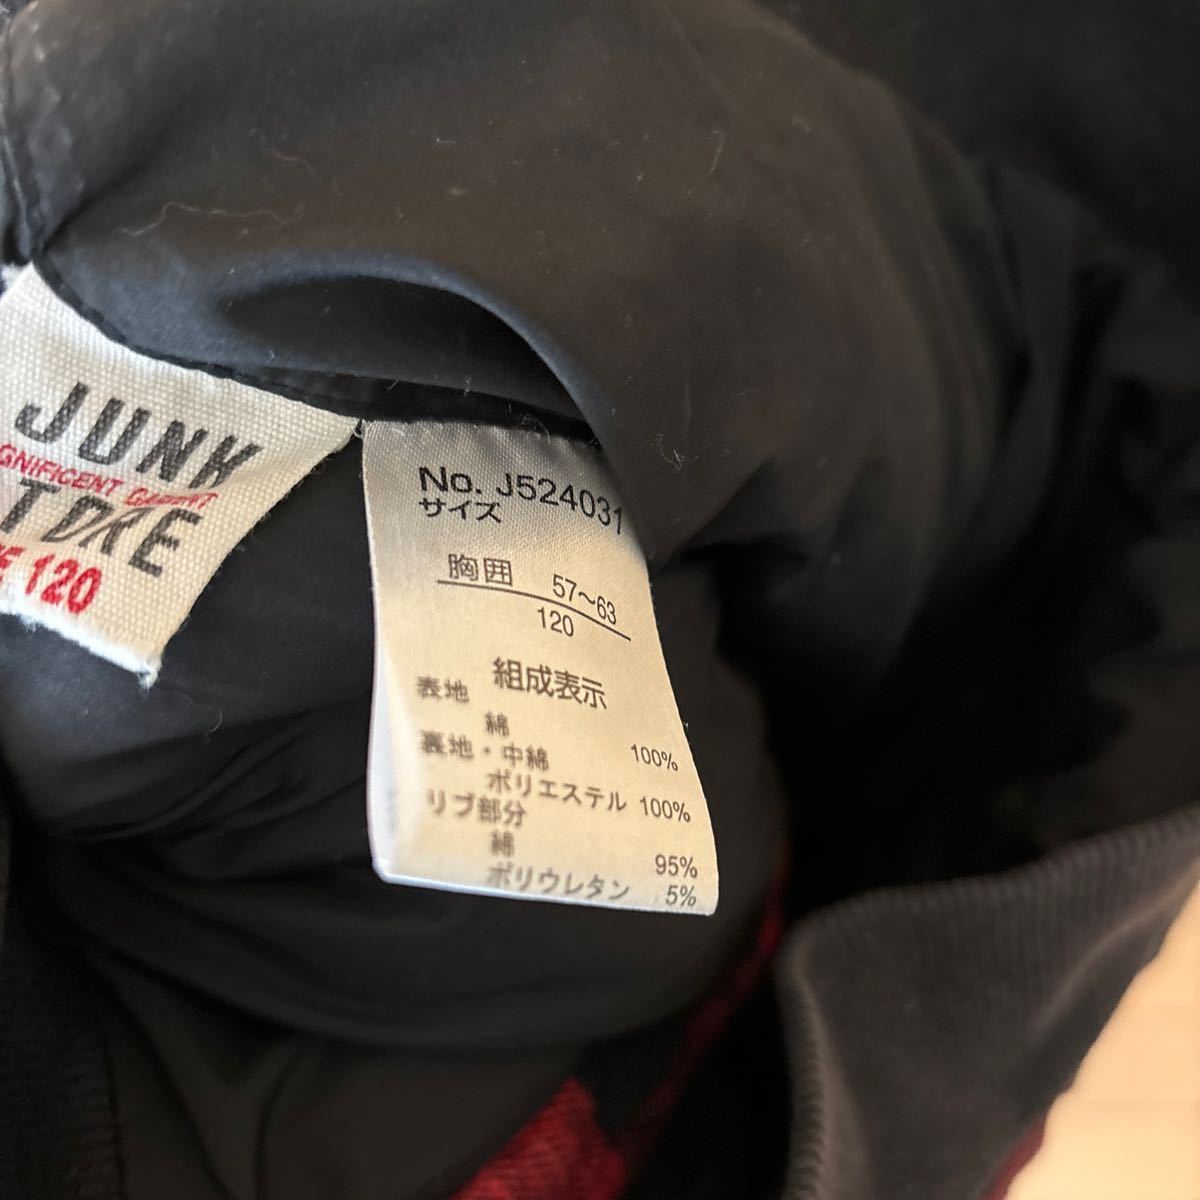 JUNK
GNIFICENT GARMENT
STORE
120
No. J524031
サイズ
胸囲 57～63
120
組成表示
表地
綿 100%
裏地・中綿
ポリエステル 100%
リブ部分
綿 95%
ポリウレタン 5%